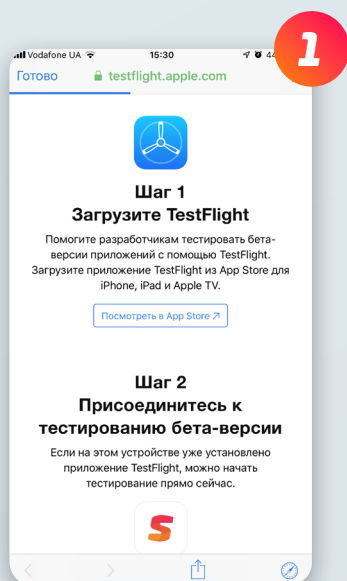 1
Vodafone UA 15:30 44
Готово testflight.apple.com
Шаг 1
Загрузите TestFlight
Помогите разработчикам тестировать бета-
версии приложений с помощью TestFlight.
Загрузите приложение TestFlight из App Store для
iPhone, iPad и Apple TV.
Посмотреть в App Store ↗
Шаг 2
Присоединитесь к
тестированию бета-версии
Если на этом устройстве уже установлено
приложение TestFlight, можно начать
тестирование прямо сейчас.
S